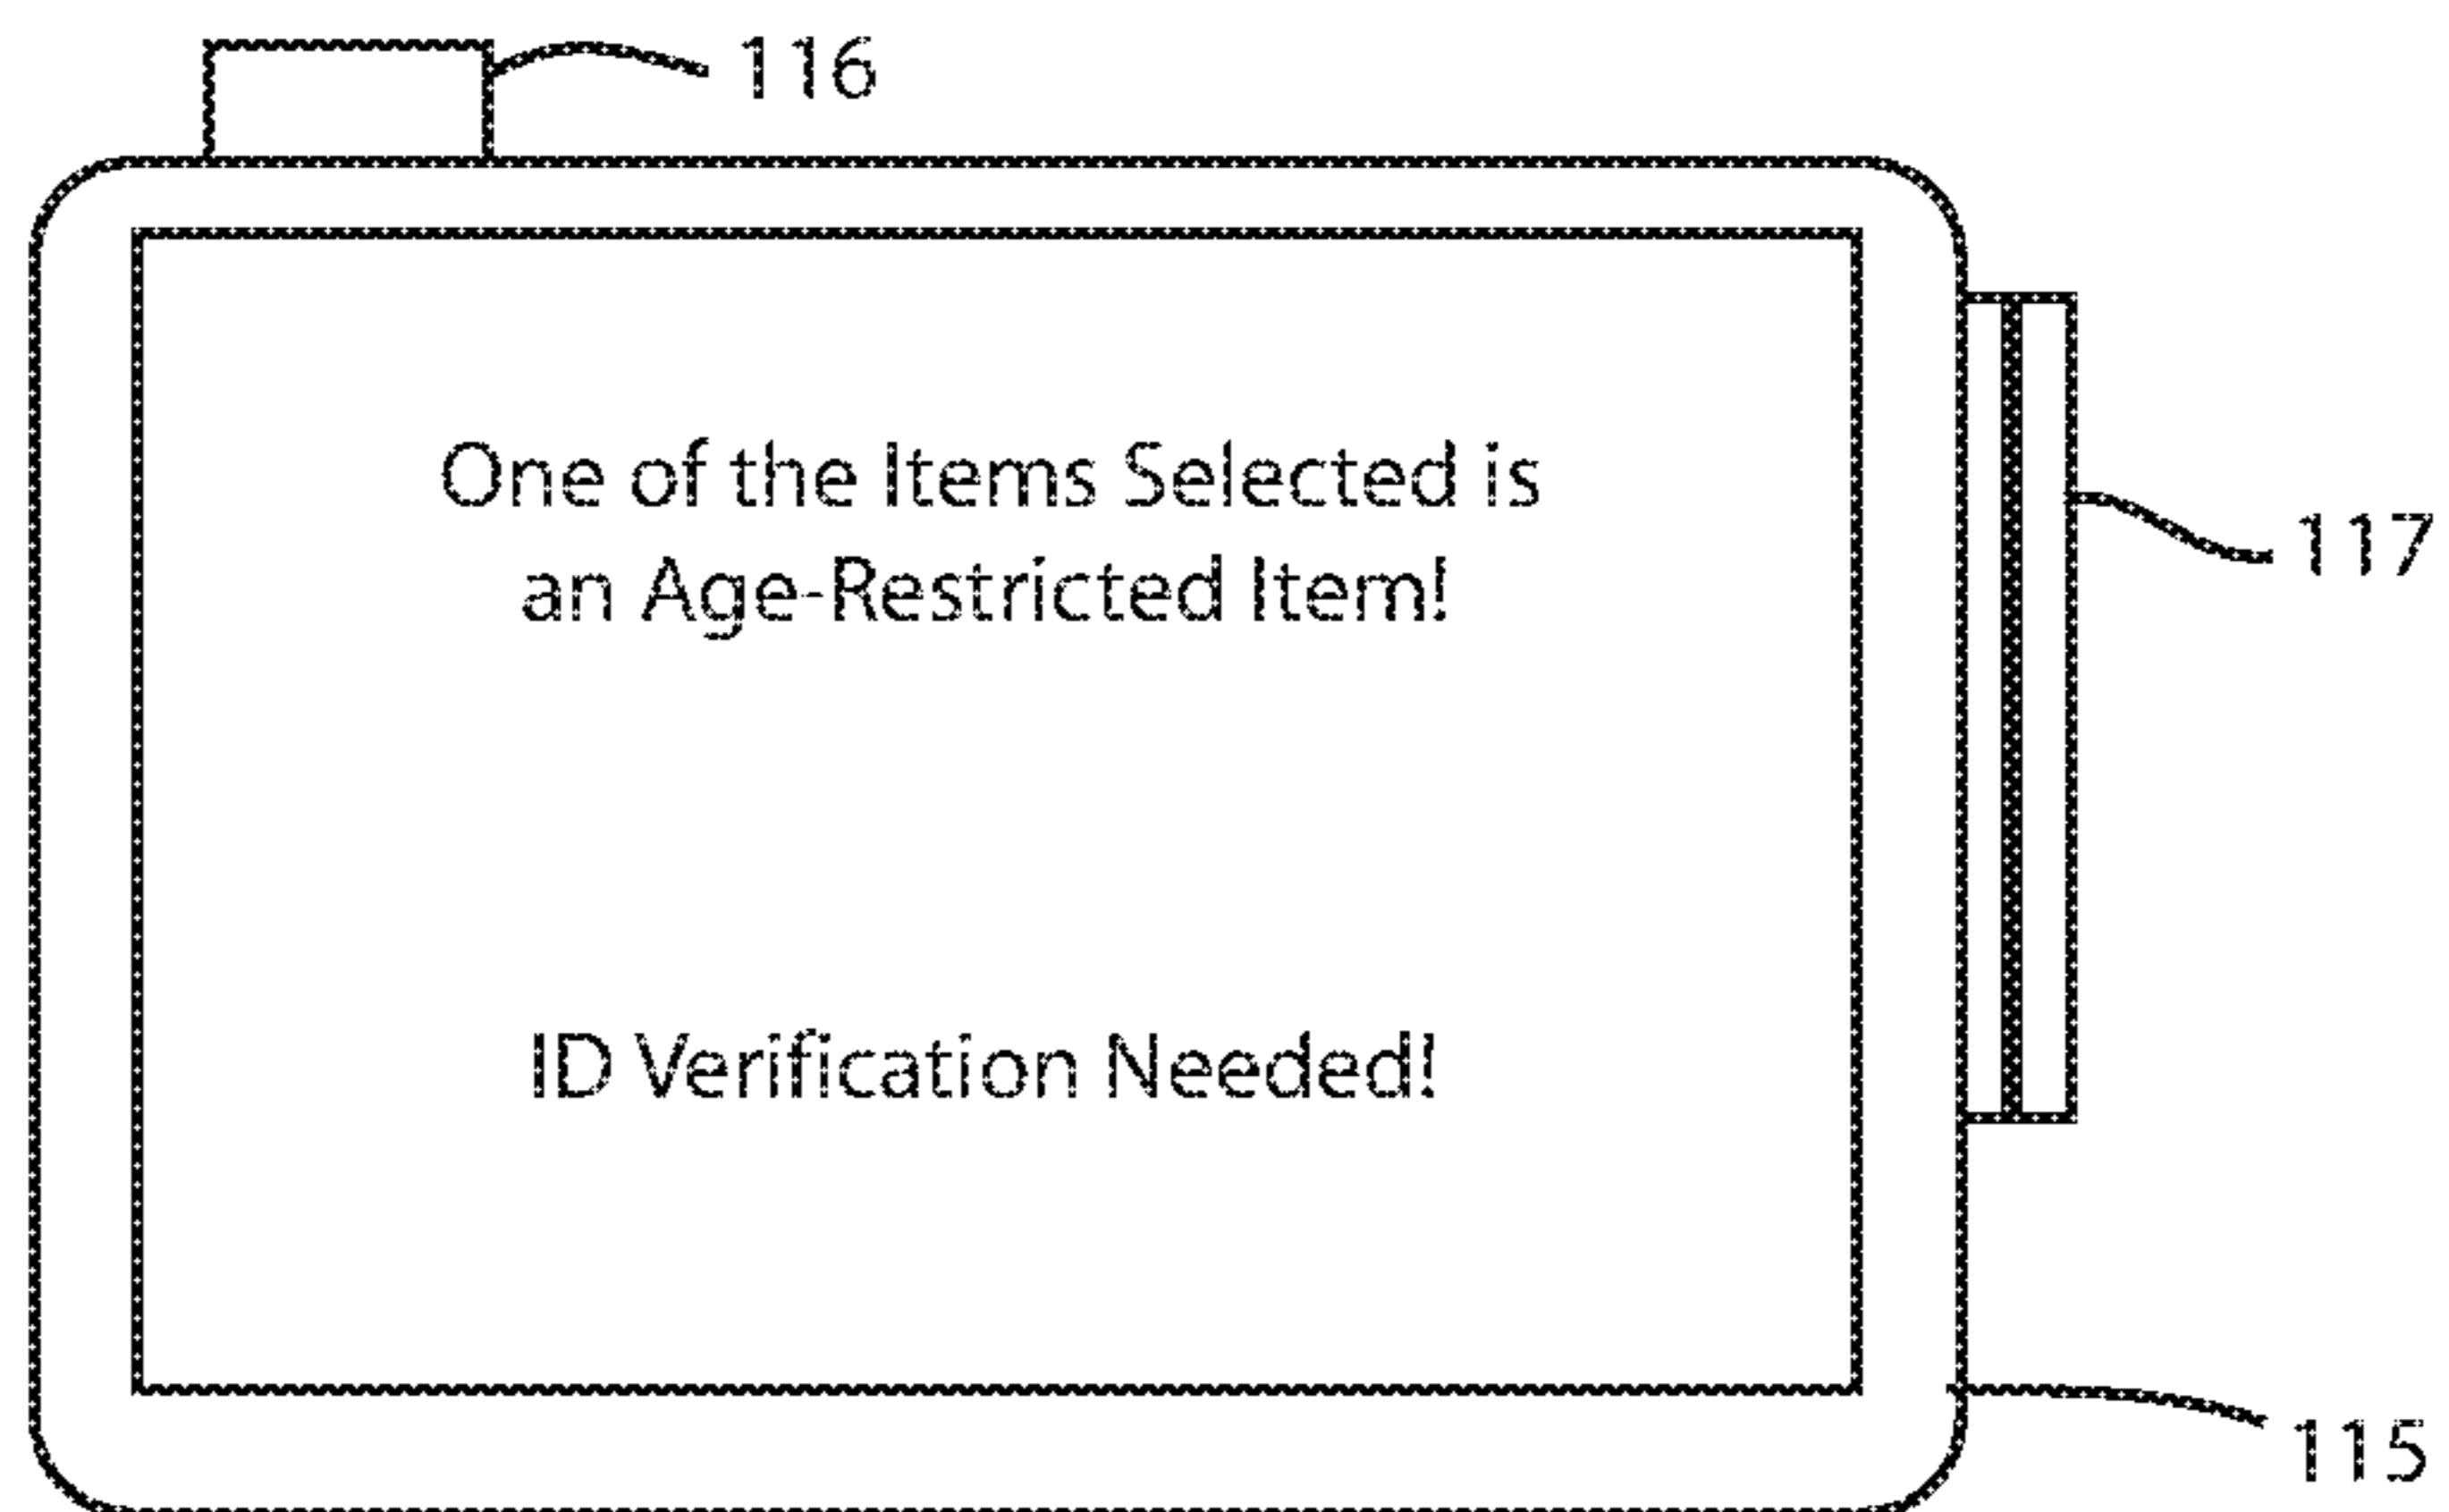 116
One of the Items Selected is
an Age-Restricted Item!
117
ID Verification Needed!
115